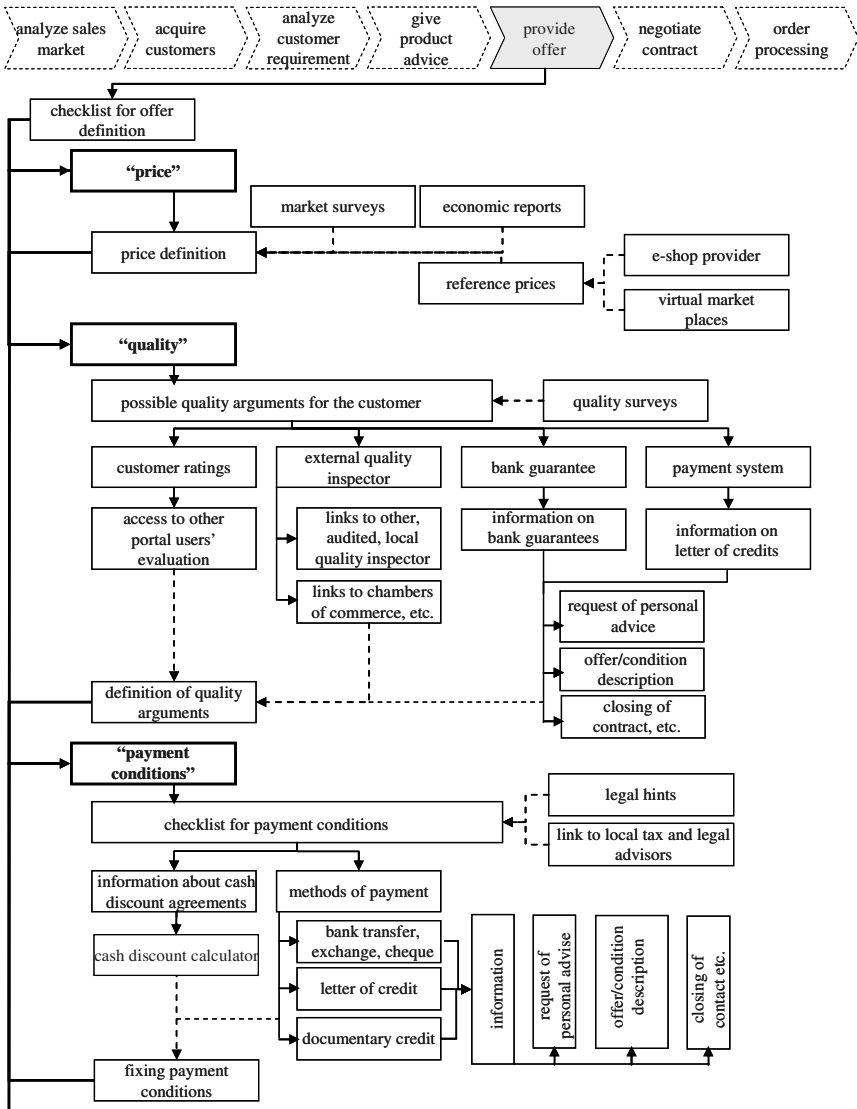 analyze sales
market
acquire
customers
analyze
customer
requirement
give
product
advice
provide
offer
negotiate
contract
order
processing
checklist for offer
definition
“price”
market surveys
economic reports
price definition
e-shop provider
reference prices
virtual market
places
“quality”
possible quality arguments for the customer
quality surveys
customer ratings
external quality
inspector
bank guarantee
payment system
access to other
portal users’
evaluation
links to other,
audited, local
quality inspector
information on
bank guarantees
information on
letter of credits
links to chambers
of commerce, etc.
request of personal
advice
offer/condition
description
definition of quality
arguments
closing of
contract, etc.
“payment
conditions”
legal hints
checklist for payment conditions
link to local tax and legal
advisors
information about cash
discount agreements
methods of payment
cash discount calculator
bank transfer,
exchange, cheque
letter of credit
documentary credit
information
request of
personal advise
offer/condition
description
closing of
contact etc.
fixing payment
conditions